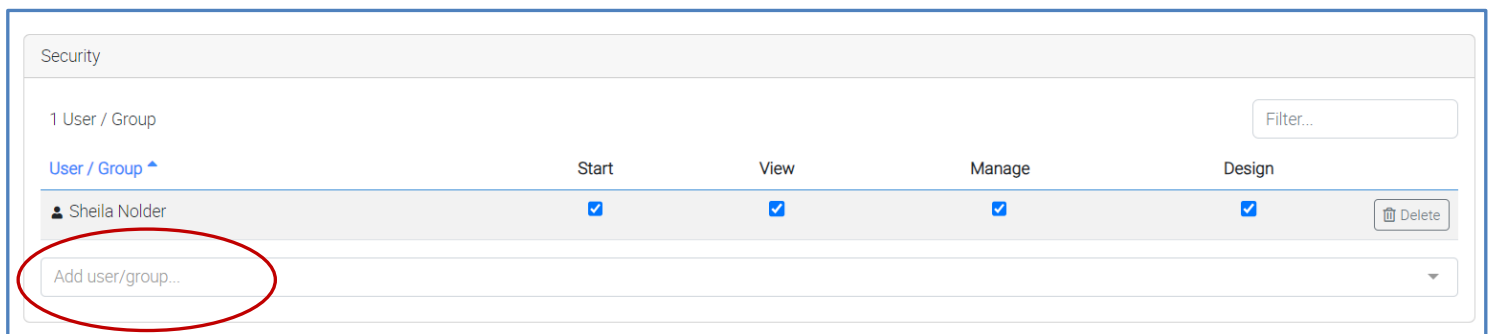 Security
1 User / Group
Filter...
User / Group Start View Manage Design
Sheila Nolder Delete
Add user/group...